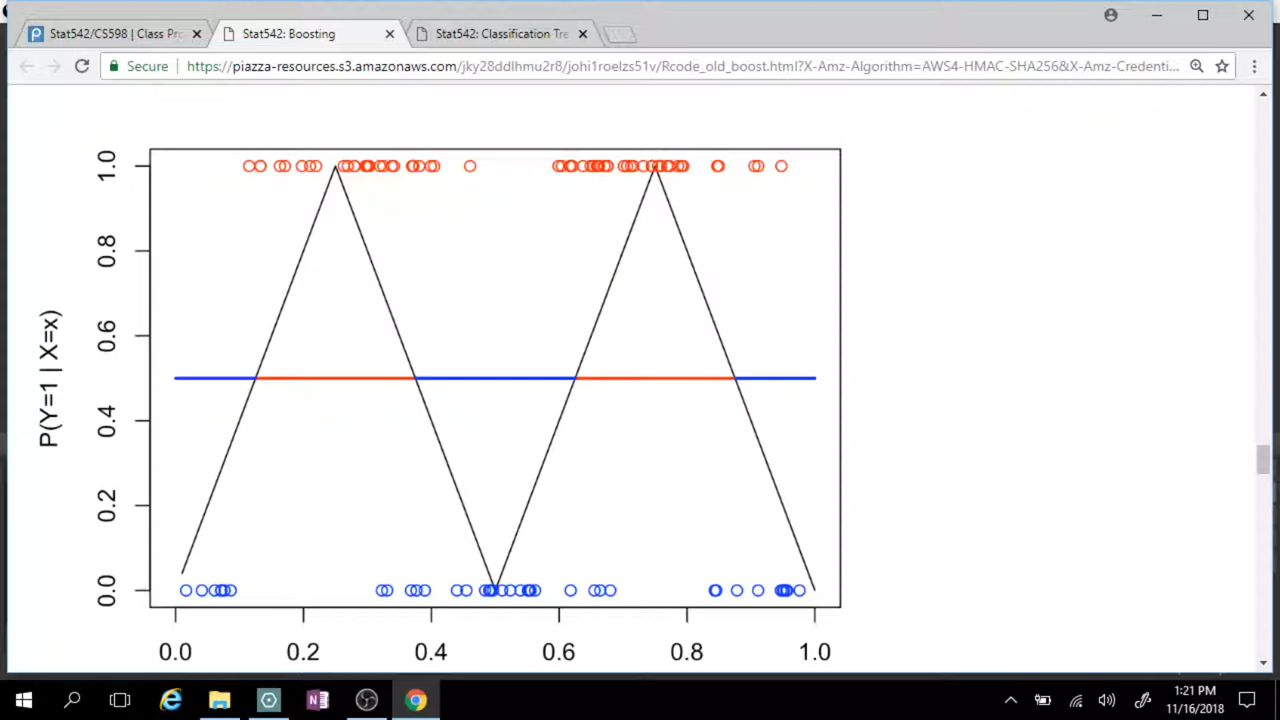 Stat542/CS598 | Class Pro
Stat542: Boosting
Stat542: Classification Tre
Secure
https://piazza-resources.s3.amazonaws.com/jky28ddlhmu2r8/johi1roelzs51v/Rcode_old_boost.html?X-Amz-Algorithm=AWS4-HMAC-SHA256&X-Amz-Credenti...
P(Y=1 | X=x)
1.0
0.8
0.6
0.4
0.2
0.0
0.0 0.2 0.4 0.6 0.8 1.0
1:21 PM
11/16/2018